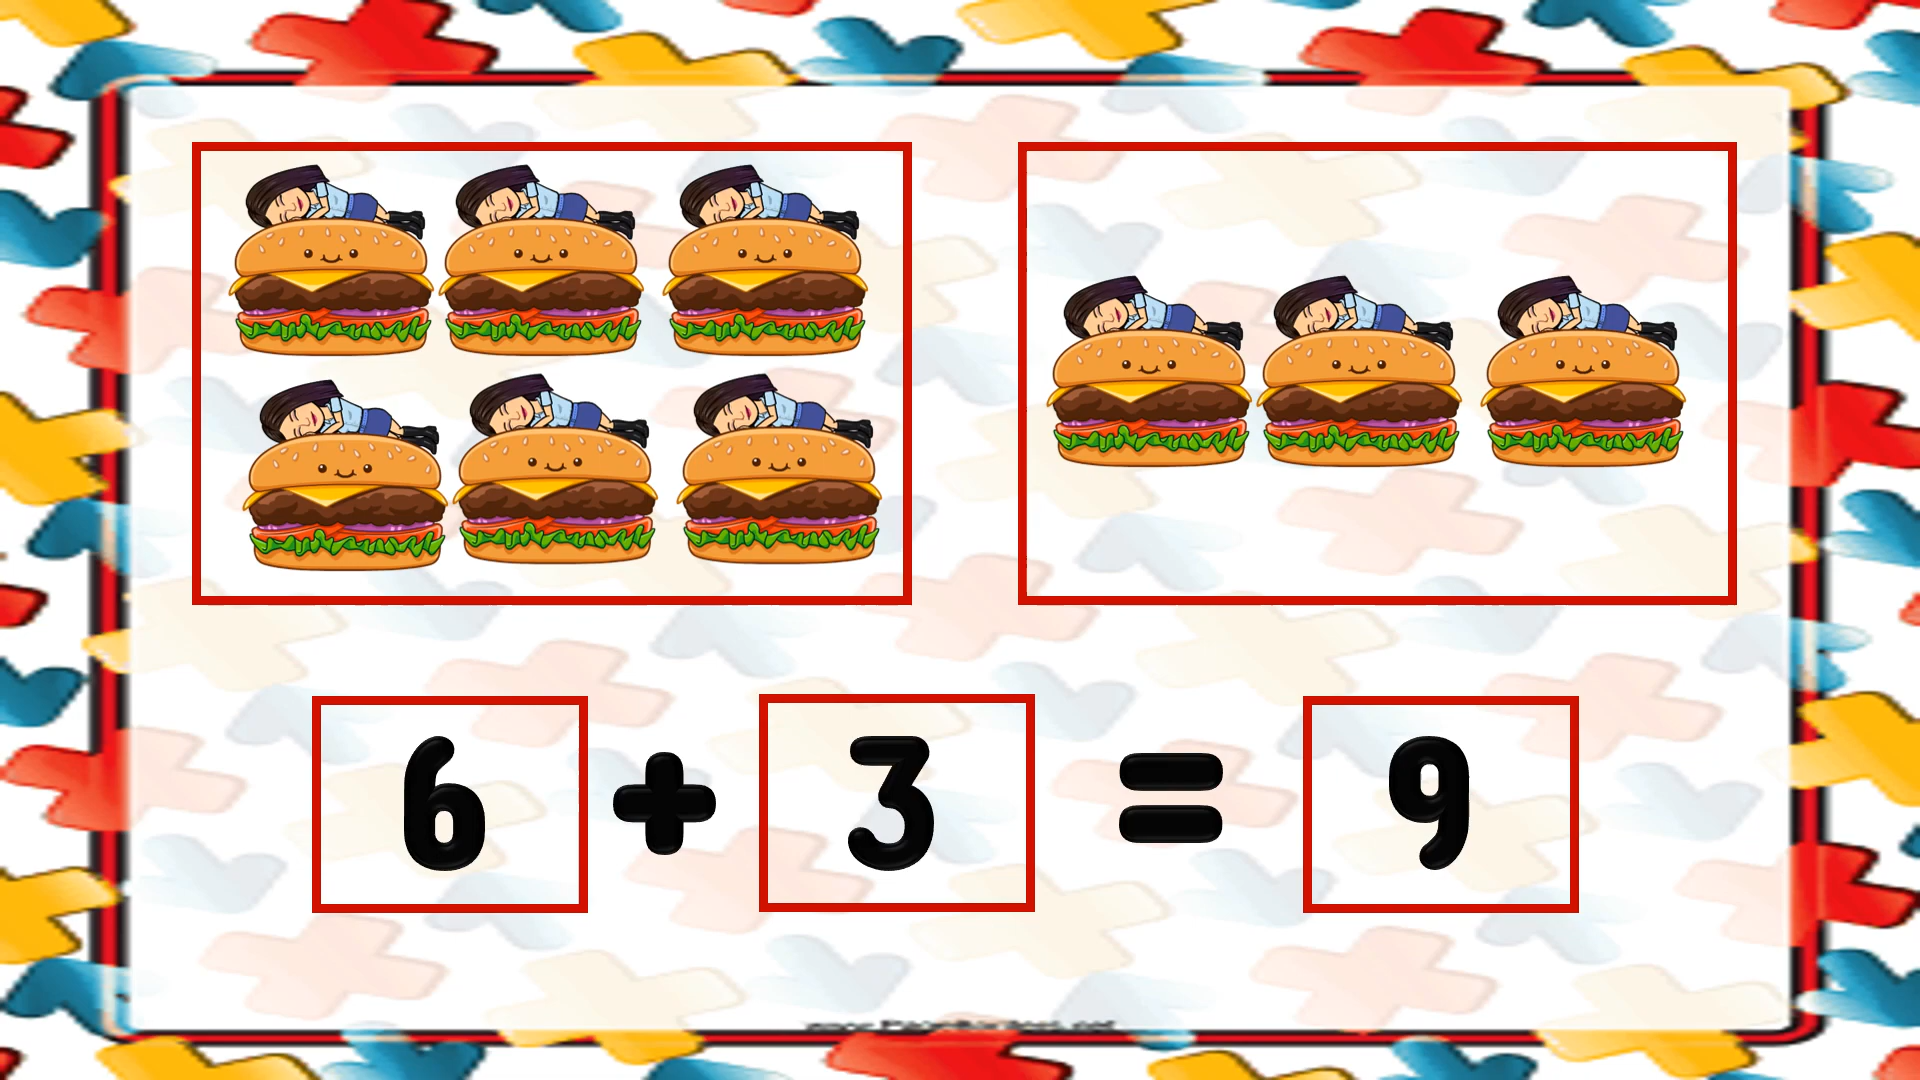 6 + 3 = 9